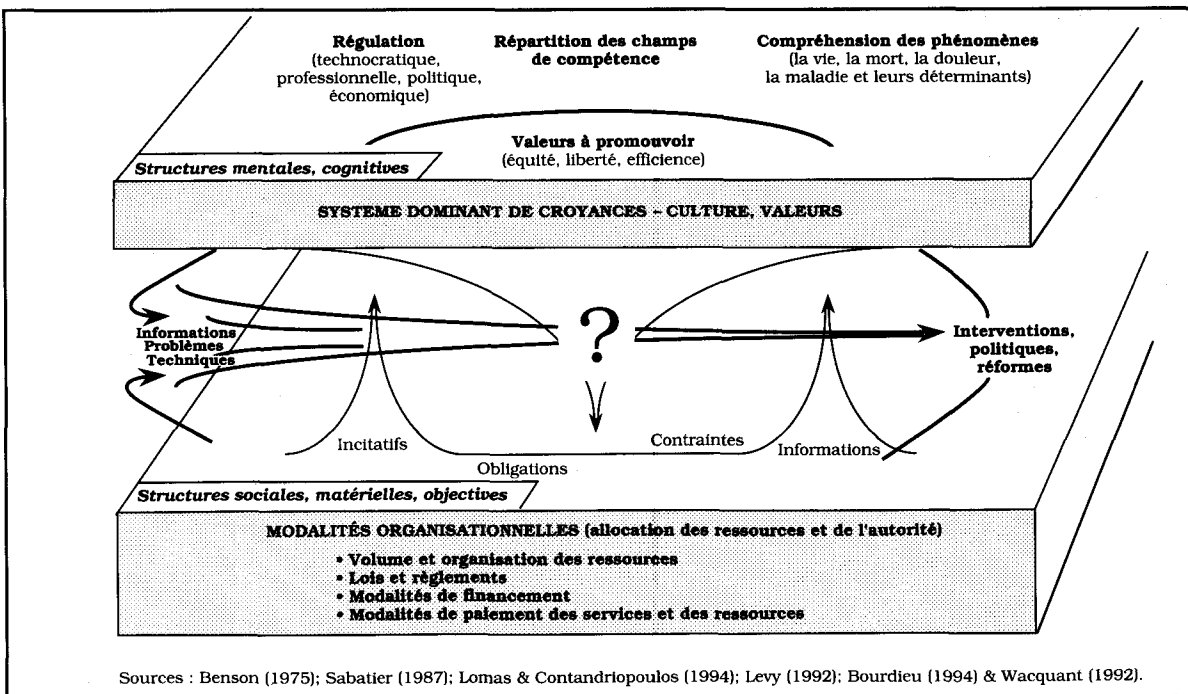 Régulation
(technocratique,
professionnelle, politique,
économique)
Répartition des champs
de compétence
Compréhension des phénomènes
(la vie, la mort, la douleur,
la maladie et leurs déterminants)
Valeurs à promouvoir
(équité, liberté, efficience)
Structures mentales, cognitives
SYSTEME DOMINANT DE CROYANCES – CULTURE, VALEURS
Informations
Problèmes
Techniques
?
Interventions,
politiques,
réformes
Incitatifs
Obligations
Contraintes
Informations
Structures sociales, matérielles, objectives
MODALITÉS ORGANISATIONNELLES (allocation des ressources et de l'autorité)
• Volume et organisation des ressources
• Lois et règlements
• Modalités de financement
• Modalités de paiement des services et des ressources
Sources : Benson (1975); Sabatier (1987); Lomas & Contandriopoulos (1994); Levy (1992); Bourdieu (1994) & Wacquant (1992).